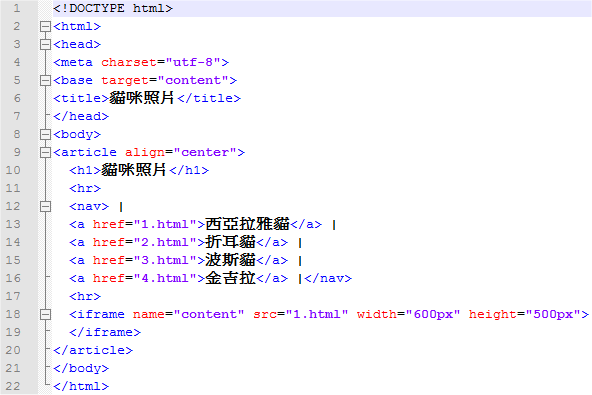 1 <!DOCTYPE html>
2 <html>
3 <head>
4 <meta charset="utf-8">
5 <base target="content">
6 <title>貓咪照片</title>
7 </head>
8 <body>
9 <article align="center">
10 <h1>貓咪照片</h1>
11 <hr>
12 <nav> |
13 <a href="1.html">西亞拉雅貓</a> |
14 <a href="2.html">折耳貓</a> |
15 <a href="3.html">波斯貓</a> |
16 <a href="4.html">金吉拉</a> |</nav>
17 <hr>
18 <iframe name="content" src="1.html" width="600px" height="500px">
19 </iframe>
20 </article>
21 </body>
22 </html>